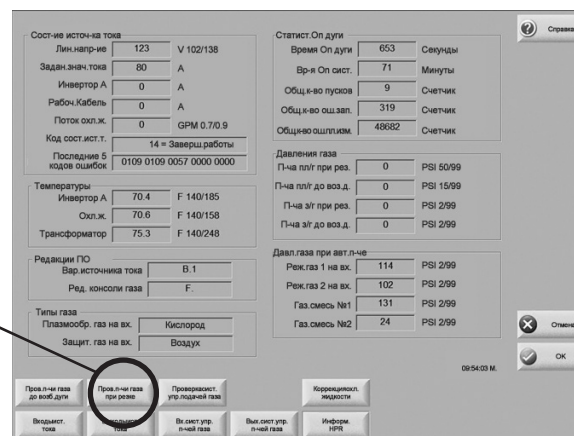 Сост-ие источ-ка тока
Лин.напр-ие 123 V 102/138
Задан.знач.тока 80 A
Инвертор А 0 A
Рабоч.Кабель 0 A
Поток охл.ж. 0 GPM 0.7/0.9
Код сост.ист.т. 14 = Заверш.работы
Последние 5
кодов ошибок 0109 0109 0057 0000 0000
Температуры
Инвертор А 70.4 F 140/185
Охл.ж. 70.6 F 140/158
Трансформатор 75.3 F 140/248
Редакции ПО
Вар.источника тока B.1
Ред. консоли газа F.
Типы газа
Плазмообр. газ на вх. Кислород
Защит. газ на вх. Воздух
Статист.Оп дуги
Время Оп дуги 653 Секунды
Вр-я Оп сист. 71 Минуты
Общ.к-во пусков 9 Счетчик
Общ.к-во ош.зап. 319 Счетчик
Общ.к-во ош.пл.изм. 48682 Счетчик
Давления газа
П-ча пл/г при рез. 0 PSI 50/99
П-ча пл/г до воз.д. 0 PSI 15/99
П-ча з/г при рез. 0 PSI 2/99
П-ча з/г до воз.д. 0 PSI 2/99
Давл.газа при авт.п-че
Реж.газ 1 на вх. 114 PSI 2/99
Реж.газ 2 на вх. 102 PSI 2/99
Газ.смесь №1 131 PSI 2/99
Газ.смесь №2 24 PSI 2/99
Справка
Отмена
OK
09:54:03 M.
Пров.п-чи газа
до возб.дуги
Пров.п-чи газа
при резке
Проверкасист.
упр.подачей газа
Коррекцияохл.
жидкости
Входыист.
тока
тока
Вх.сист.упр.
п-чей газа
Вых.сист.упр.
п-чей газа
Информ.
HPR